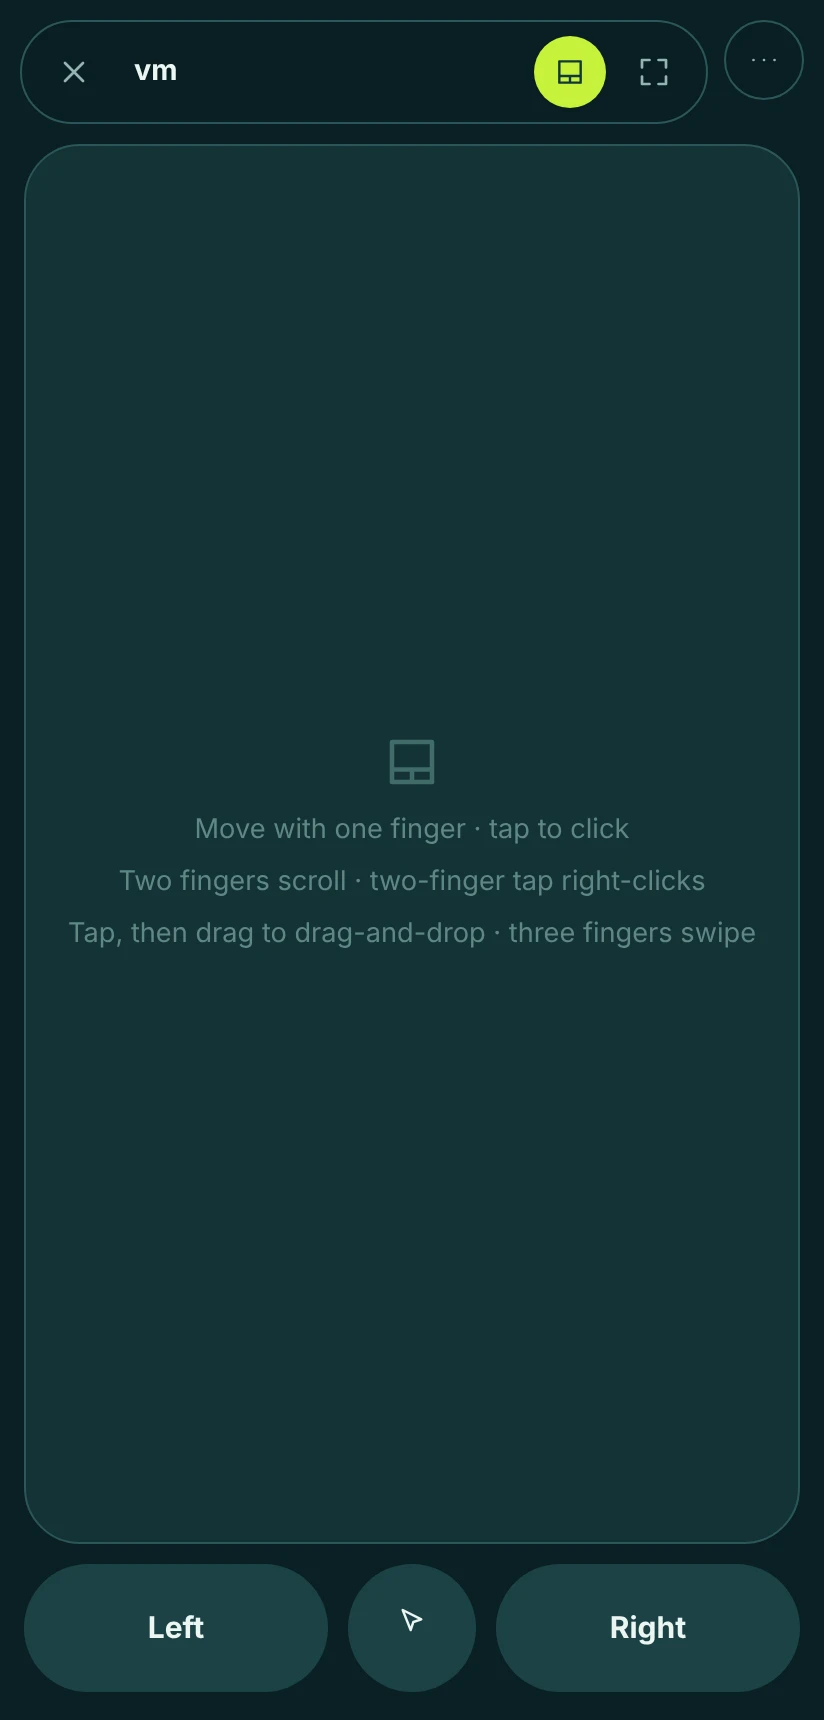 vm
Move with one finger · tap to click
Two fingers scroll · two-finger tap right-clicks
Tap, then drag to drag-and-drop · three fingers swipe
Left
Right